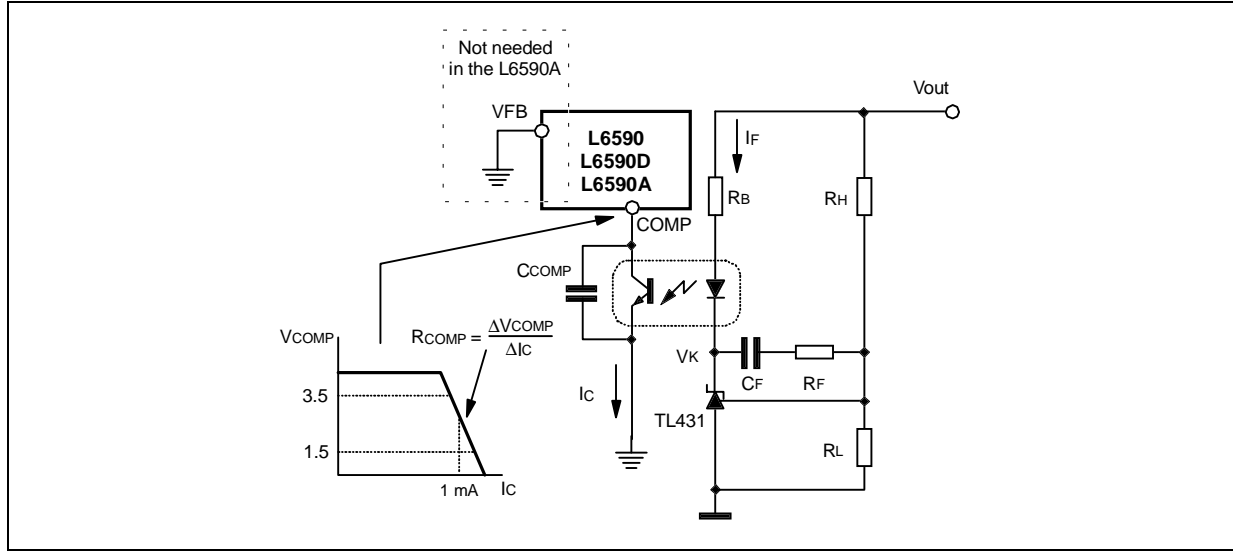 Not needed
in the L6590A
VFB
L6590
L6590D
L6590A
COMP
Vout
IF
RB
RH
CCOMP
VCOMP
RCOMP = ΔVCOMP
ΔIC
3.5
1.5
1 mA
IC
IC
VK
CF
RF
TL431
RL